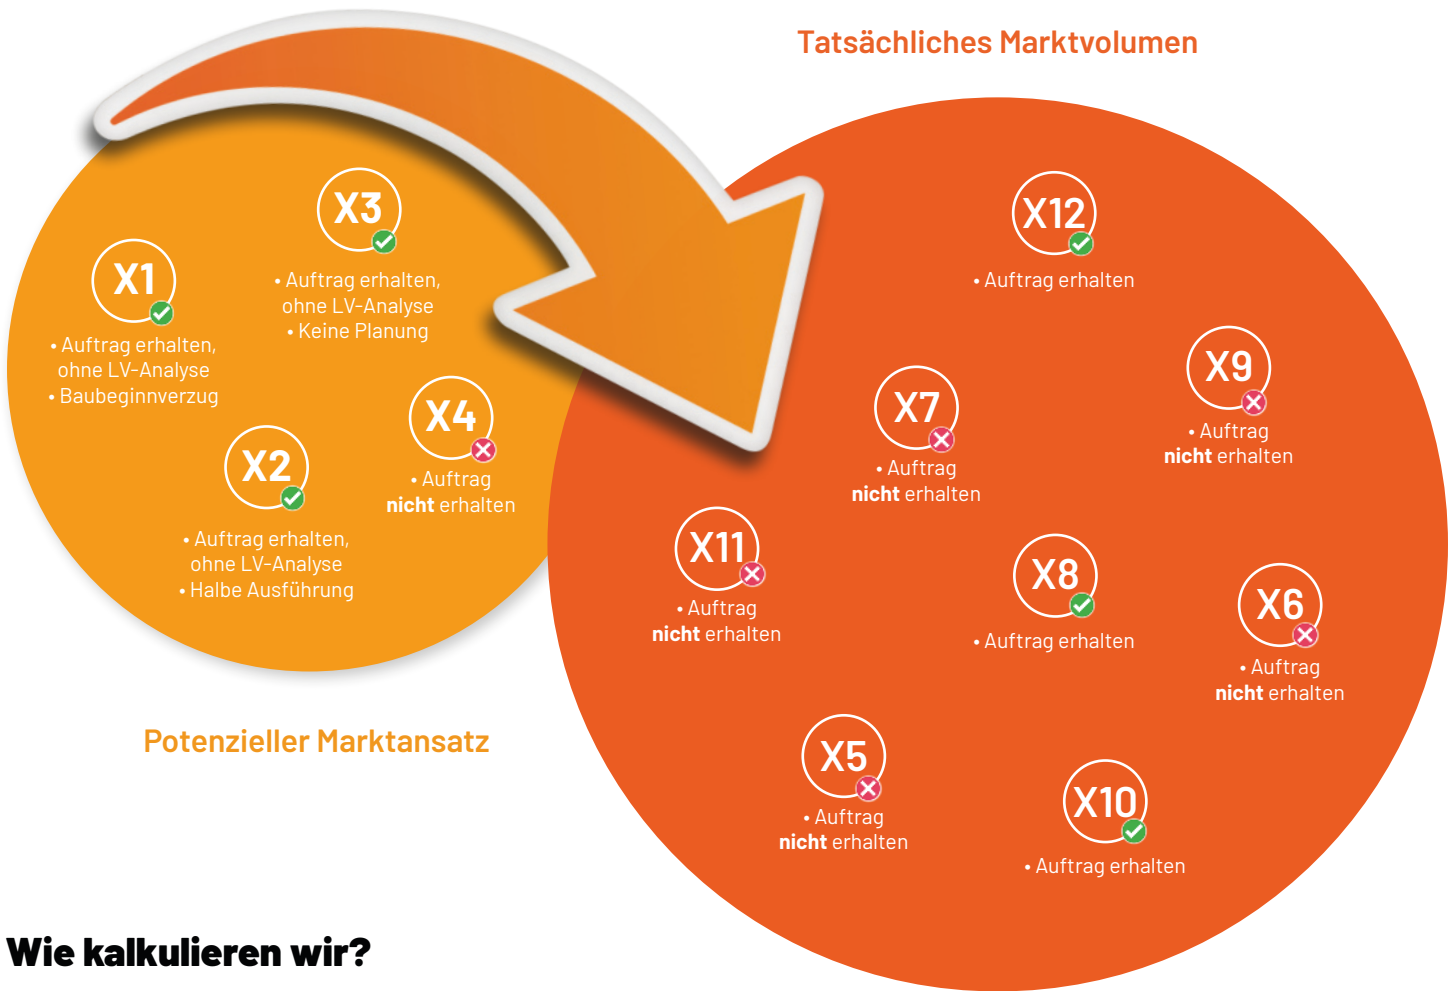 Tatsächliches Marktvolumen
X3
• Auftrag erhalten,
ohne LV-Analyse
• Keine Planung
X1
• Auftrag erhalten,
ohne LV-Analyse
• Baubeginnverzug
X4
• Auftrag
nicht erhalten
X2
• Auftrag erhalten,
ohne LV-Analyse
• Halbe Ausführung
Potenzieller Marktansatz
X12
• Auftrag erhalten
X9
• Auftrag
nicht erhalten
X7
• Auftrag
nicht erhalten
X11
• Auftrag
nicht erhalten
X8
• Auftrag erhalten
X6
• Auftrag
nicht erhalten
X5
• Auftrag
nicht erhalten
X10
• Auftrag erhalten
Wie kalkulieren wir?